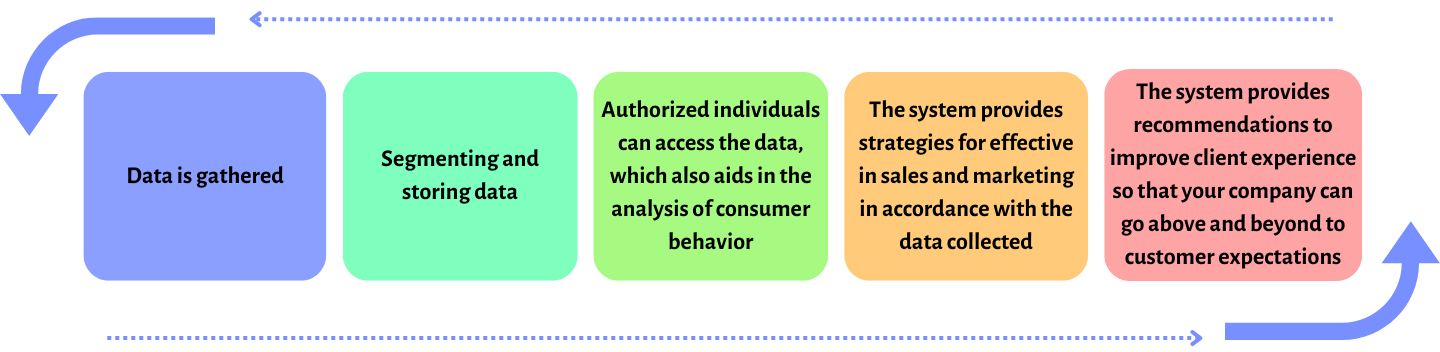 Data is gathered
Segmenting and
storing data
Authorized individuals
can access the data,
which also aids in the
analysis of consumer
behavior
The system provides
strategies for effective
in sales and marketing
in accordance with the
data collected
The system provides
recommendations to
improve client experience
so that your company can
go above and beyond to
customer expectations